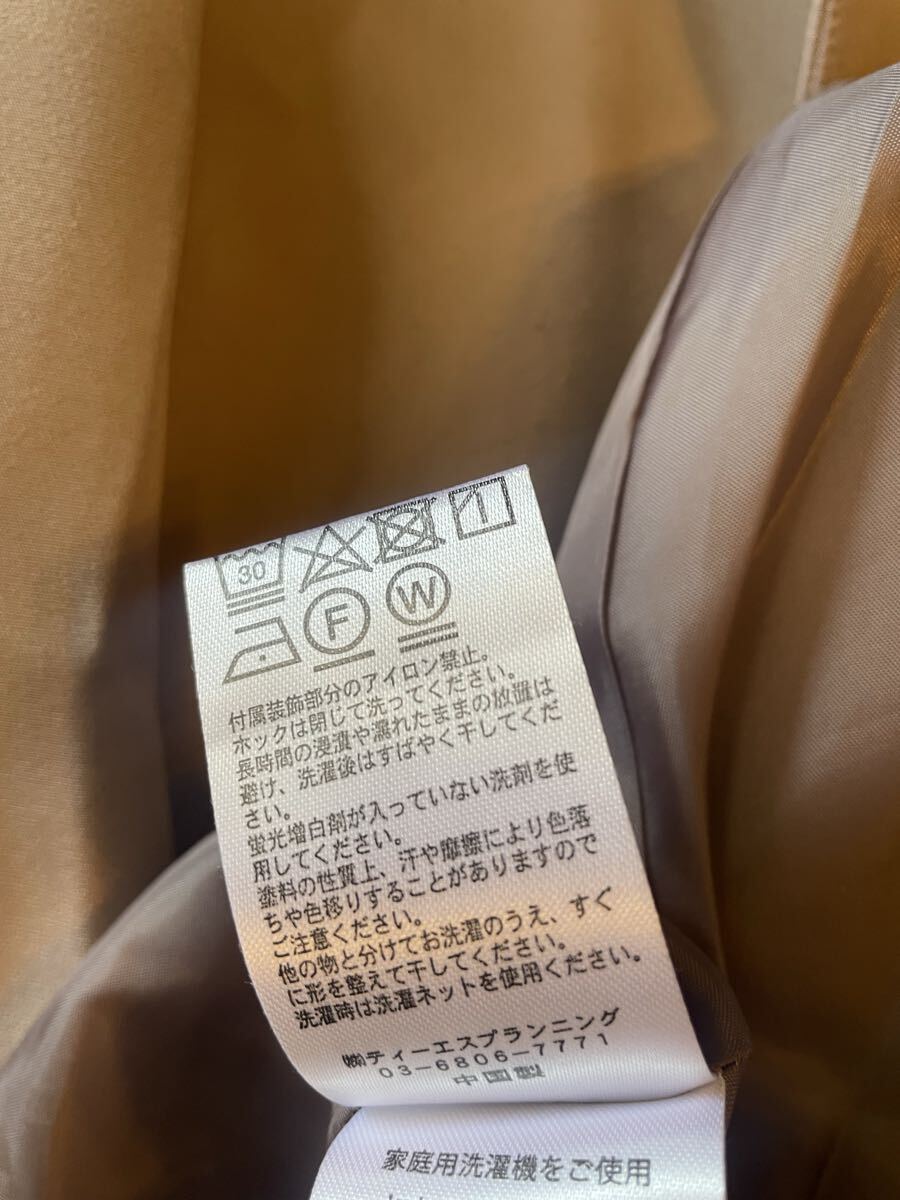 30
F W
付属装飾部分のアイロン禁止。
ホックは閉じて洗ってください。
長時間の浸漬や濡れたままの放置は
避け、洗濯後はすばやく干してくだ
さい。
蛍光増白剤が入っていない洗剤を使
用してください。
塗料の性質上、汗や摩擦により色落
ちや色移りすることがありますので
ご注意ください。
他の物と分けてお洗濯のうえ、すぐ
に形を整えて干してください。
洗濯時は洗濯ネットを使用ください。
㈱ティーエスプランニング
03-6806-7771
中国製
家庭用洗濯機をご使用